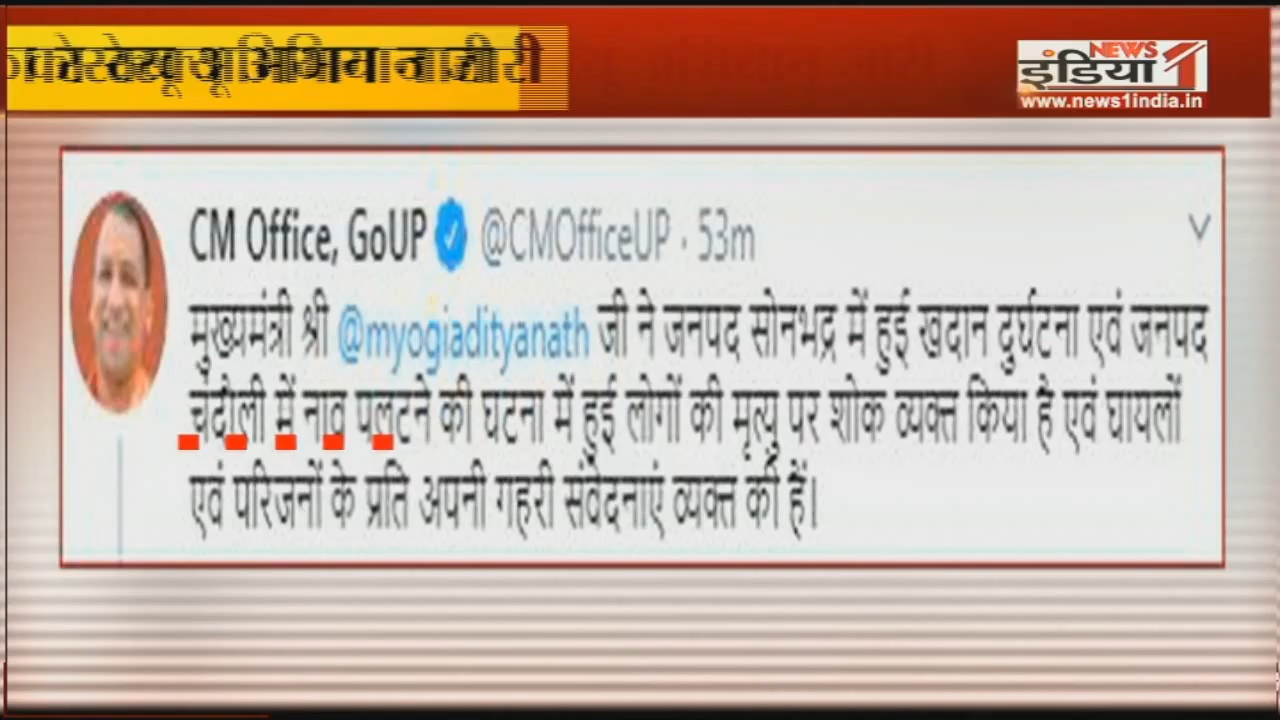 NEWS
इंडिया 1
www.news1india.in
CM Office, GoUP @CMOfficeUP · 53m
मुख्यमंत्री श्री @myogiadityanath जी ने जनपद सोनभद्र में हुई खदान दुर्घटना एवं जनपद
चंदौली में नाव पलटने की घटना में हुई लोगों की मृत्यु पर शोक व्यक्त किया है एवं घायलों
एवं परिजनों के प्रति अपनी गहरी संवेदनाएं व्यक्त की हैं।